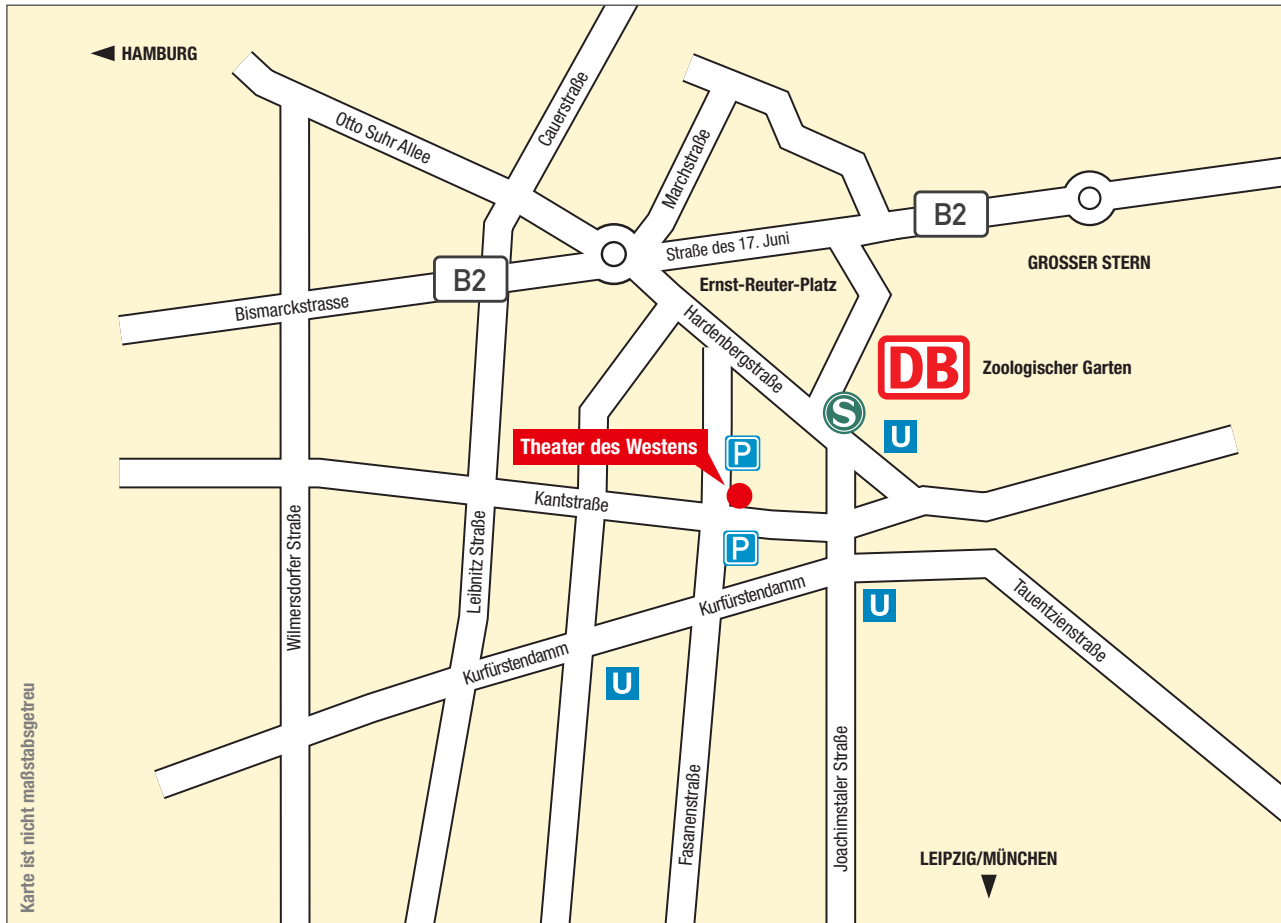 HAMBURG
Otto Suhr Allee
Cauerstraße
Marchstraße
B2
Straße des 17. Juni
GROSSER STERN
B2
Ernst-Reuter-Platz
Bismarckstrasse
Hardenbergstraße
DB
Zoologischer Garten
S
U
Theater des Westens
P
Kantstraße
P
Wilmersdorfer Straße
Leibnitz Straße
Kurfürstendamm
U
Tauentzienstraße
Kurfürstendamm
U
Fasanenstraße
Joachimstaler Straße
LEIPZIG/MÜNCHEN
Karte ist nicht maßstabsgetreu